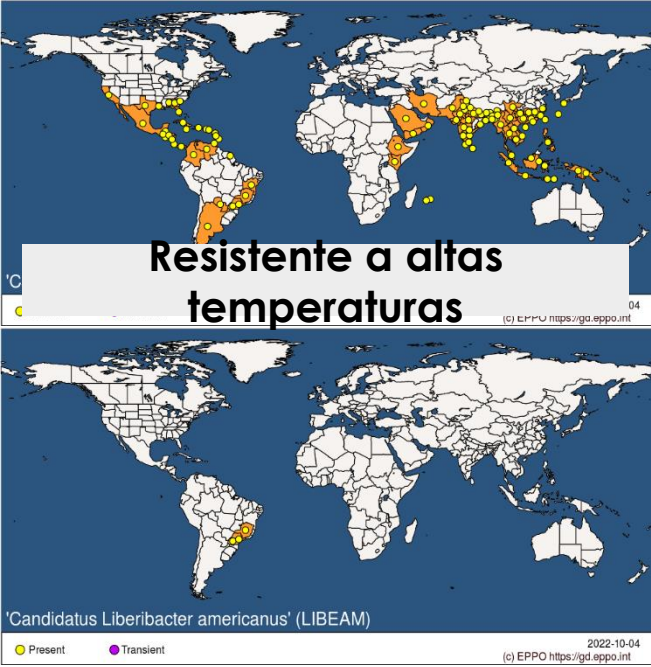 Resistente a altas
temperaturas
'C
04
(c) EPPO https://gd.eppo.int
'Candidatus Liberibacter americanus' (LIBEAM)
Present
Transient
2022-10-04
(c) EPPO https://gd.eppo.int